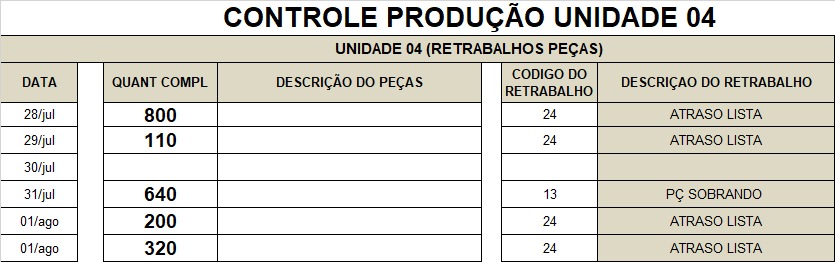 CONTROLE PRODUÇÃO UNIDADE 04
UNIDADE 04 (RETRABALHOS PEÇAS)
DATA QUANT COMPL DESCRIÇÃO DO PEÇAS CODIGO DO RETRABALHO DESCRIÇAO DO RETRABALHO
28/jul 800 24 ATRASO LISTA
29/jul 110 24 ATRASO LISTA
30/jul
31/jul 640 13 PÇ SOBRANDO
01/ago 200 24 ATRASO LISTA
01/ago 320 24 ATRASO LISTA